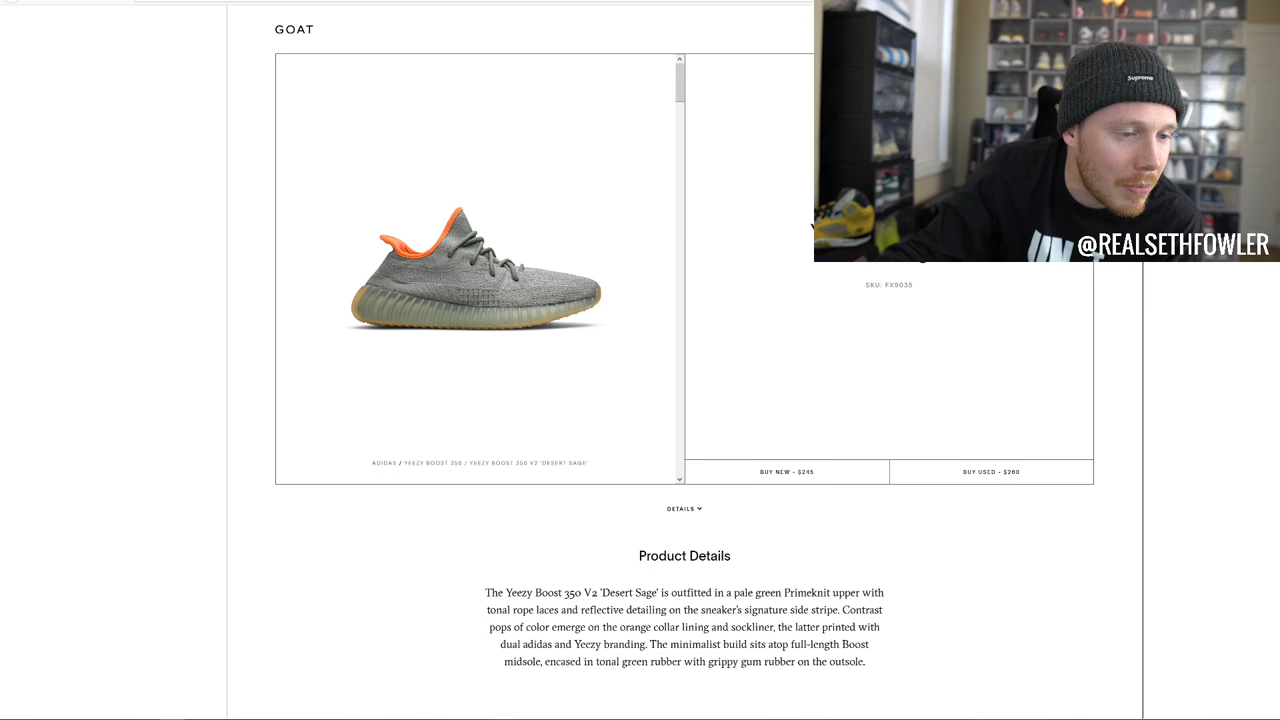 GOAT
Supreme
UN
@REALSETHFOWLER
SKU: FX9035
ADIDAS / YEEZY BOOST 350 / YEEZY BOOST 350 V2 'DESERT SAGE'
BUY NEW - $245
BUY USED - $260
DETAILS
Product Details
The Yeezy Boost 350 V2 'Desert Sage' is outfitted in a pale green Primeknit upper with
tonal rope laces and reflective detailing on the sneaker's signature side stripe. Contrast
pops of color emerge on the orange collar lining and sockliner, the latter printed with
dual adidas and Yeezy branding. The minimalist build sits atop full-length Boost
midsole, encased in tonal green rubber with grippy gum rubber on the outsole.